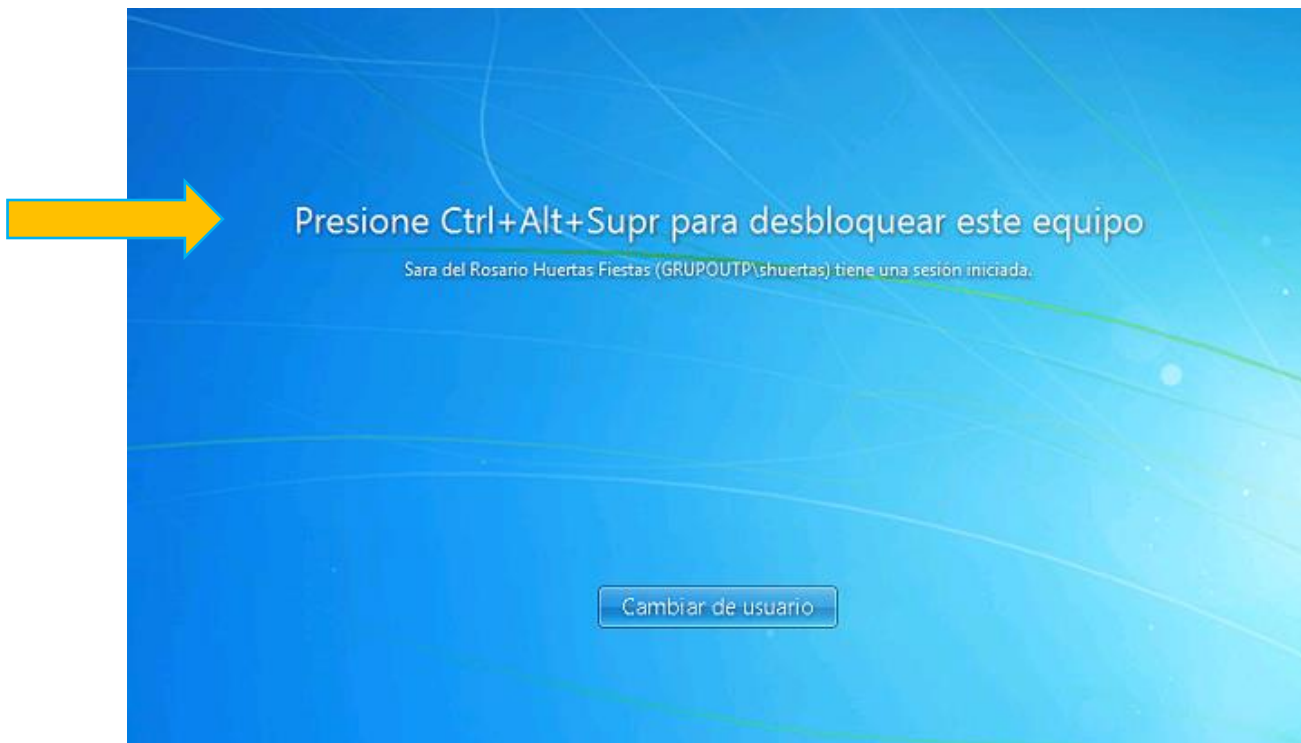 Presione Ctrl+Alt+Supr para desbloquear este equipo
Sara del Rosario Huertas Fiestas (GRUPOUTP\shuertas) tiene una sesión iniciada.
Cambiar de usuario